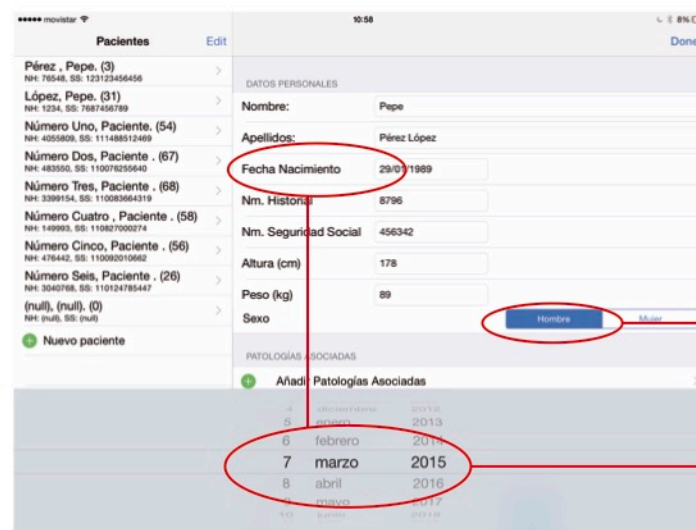 movistar
10:58
8%
Pacientes
Edit
Done
Pérez , Pepe. (3)
NH: 76548, SS: 123123456456
López, Pepe. (31)
NH: 1234, SS: 7687456789
Número Uno, Paciente. (54)
NH: 4055809, SS: 111488512469
Número Dos, Paciente . (67)
NH: 483550, SS: 110076255640
Número Tres, Paciente . (68)
NH: 3399154, SS: 110083664319
Número Cuatro , Paciente . (58)
NH: 149993, SS: 110827000274
Número Cinco, Paciente . (56)
NH: 476442, SS: 110092010662
Número Seis, Paciente . (26)
NH: 3040768, SS: 110124785447
(null), (null). (0)
NH: (null), SS: (null)
Nuevo paciente
DATOS PERSONALES
Nombre: Pepe
Apellidos: Pérez López
Fecha Nacimiento 29/01/1989
Nm. Historial 8796
Nm. Seguridad Social 456342
Altura (cm) 178
Peso (kg) 89
Sexo Hombre Mujer
PATOLOGÍAS ASOCIADAS
Añadir Patologías Asociadas
4 diciembre 2012
5 enero 2013
6 febrero 2014
7 marzo 2015
8 abril 2016
9 mayo 2017
10 junio 2018